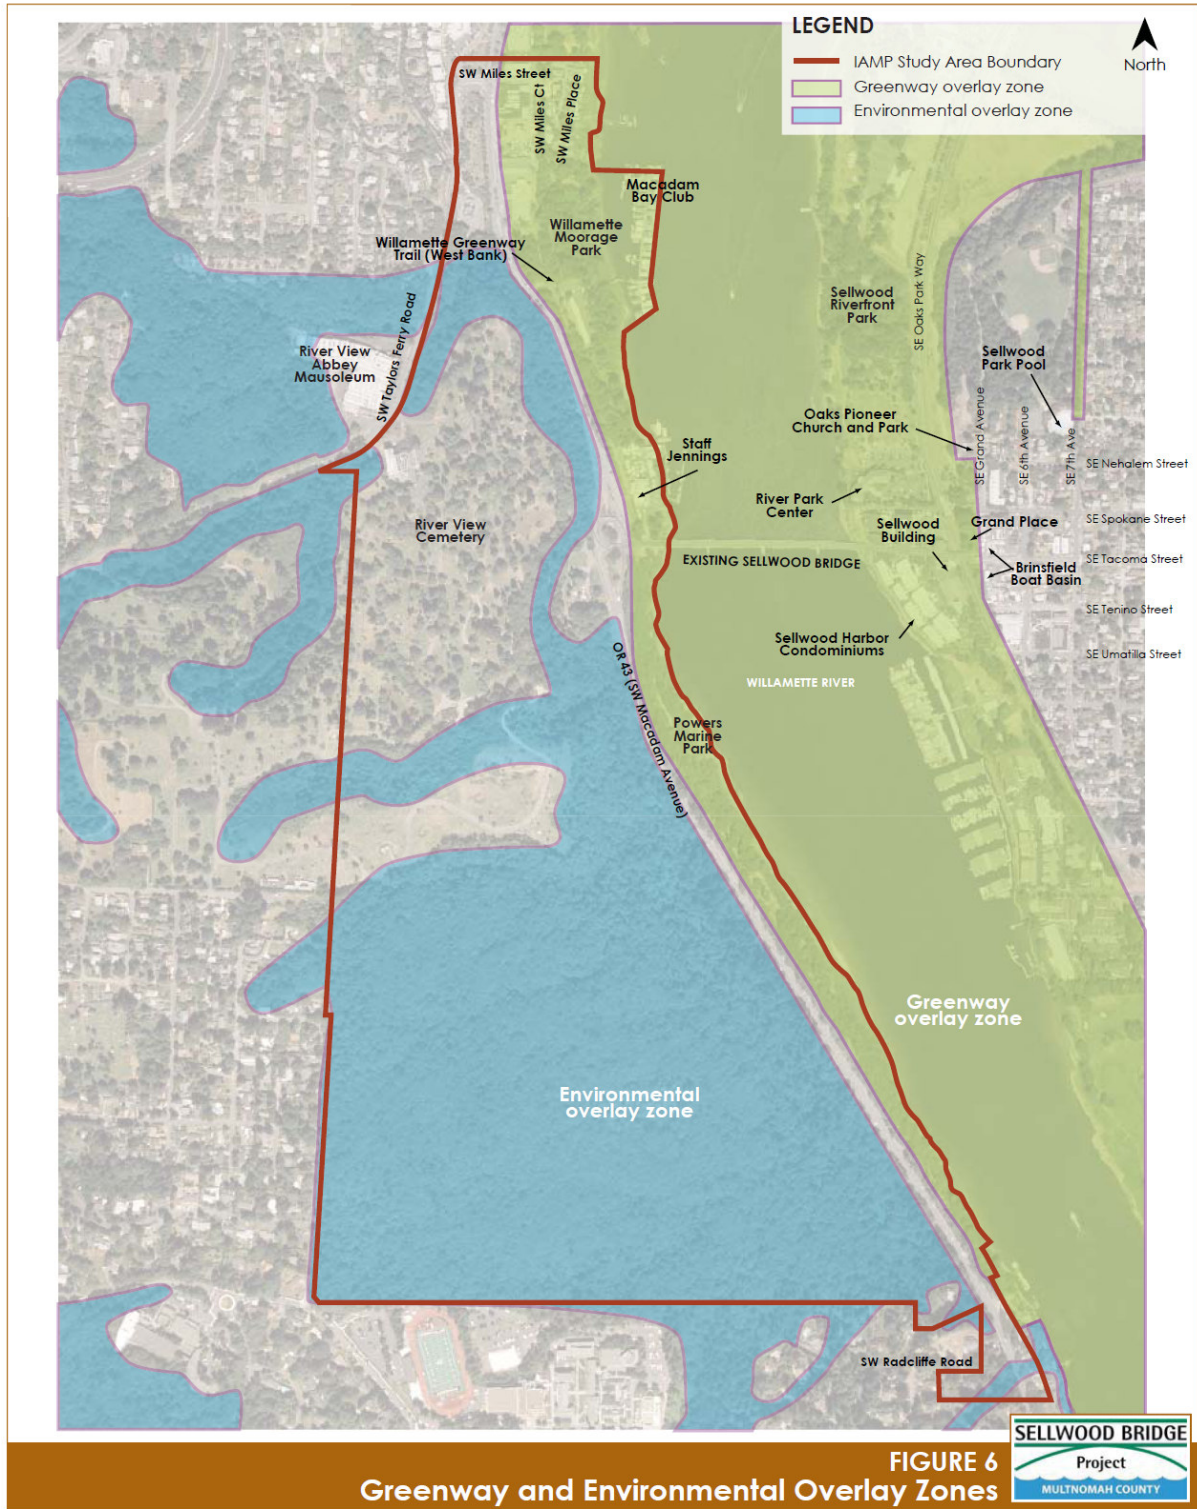 LEGEND
IAMP Study Area Boundary
Greenway overlay zone
Environmental overlay zone
North
SW Miles Street
SW Miles Ct
SW Miles Place
Macadam
Bay Club
Willamette
Moorage
Park
Willamette Greenway
Trail (West Bank)
SW Taylors Ferry Road
River View
Abbey
Mausoleum
Sellwood
Riverfront
Park
SE Oaks Park Way
Sellwood
Park Pool
Oaks Pioneer
Church and Park
SE Grand Avenue
SE 6th Avenue
SE 7th Ave
SE Nehalem Street
Staff
Jennings
River Park
Center
River View
Cemetery
Sellwood
Building
Grand Place
SE Spokane Street
EXISTING SELLWOOD BRIDGE
Brinsfield
Boat Basin
SE Tacoma Street
SE Tenino Street
Sellwood Harbor
Condominiums
SE Umatilla Street
OR 43 (SW Macadam Avenue)
WILLAMETTE RIVER
Powers
Marine
Park
Greenway
overlay zone
Environmental
overlay zone
SW Radcliffe Road
FIGURE 6
Greenway and Environmental Overlay Zones
SELLWOOD BRIDGE
Project
MULTNOMAH COUNTY